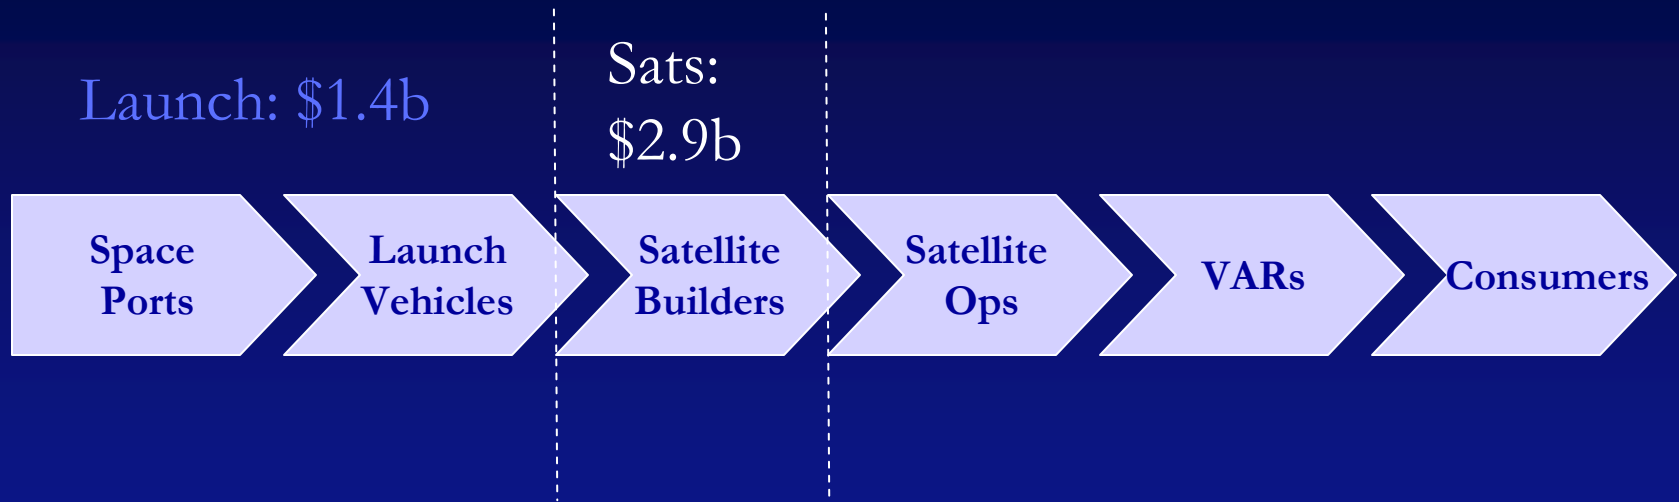 Launch: $1.4b
Sats:
$2.9b
Space
Ports
Launch
Vehicles
Satellite
Builders
Satellite
Ops
VARs
Consumers